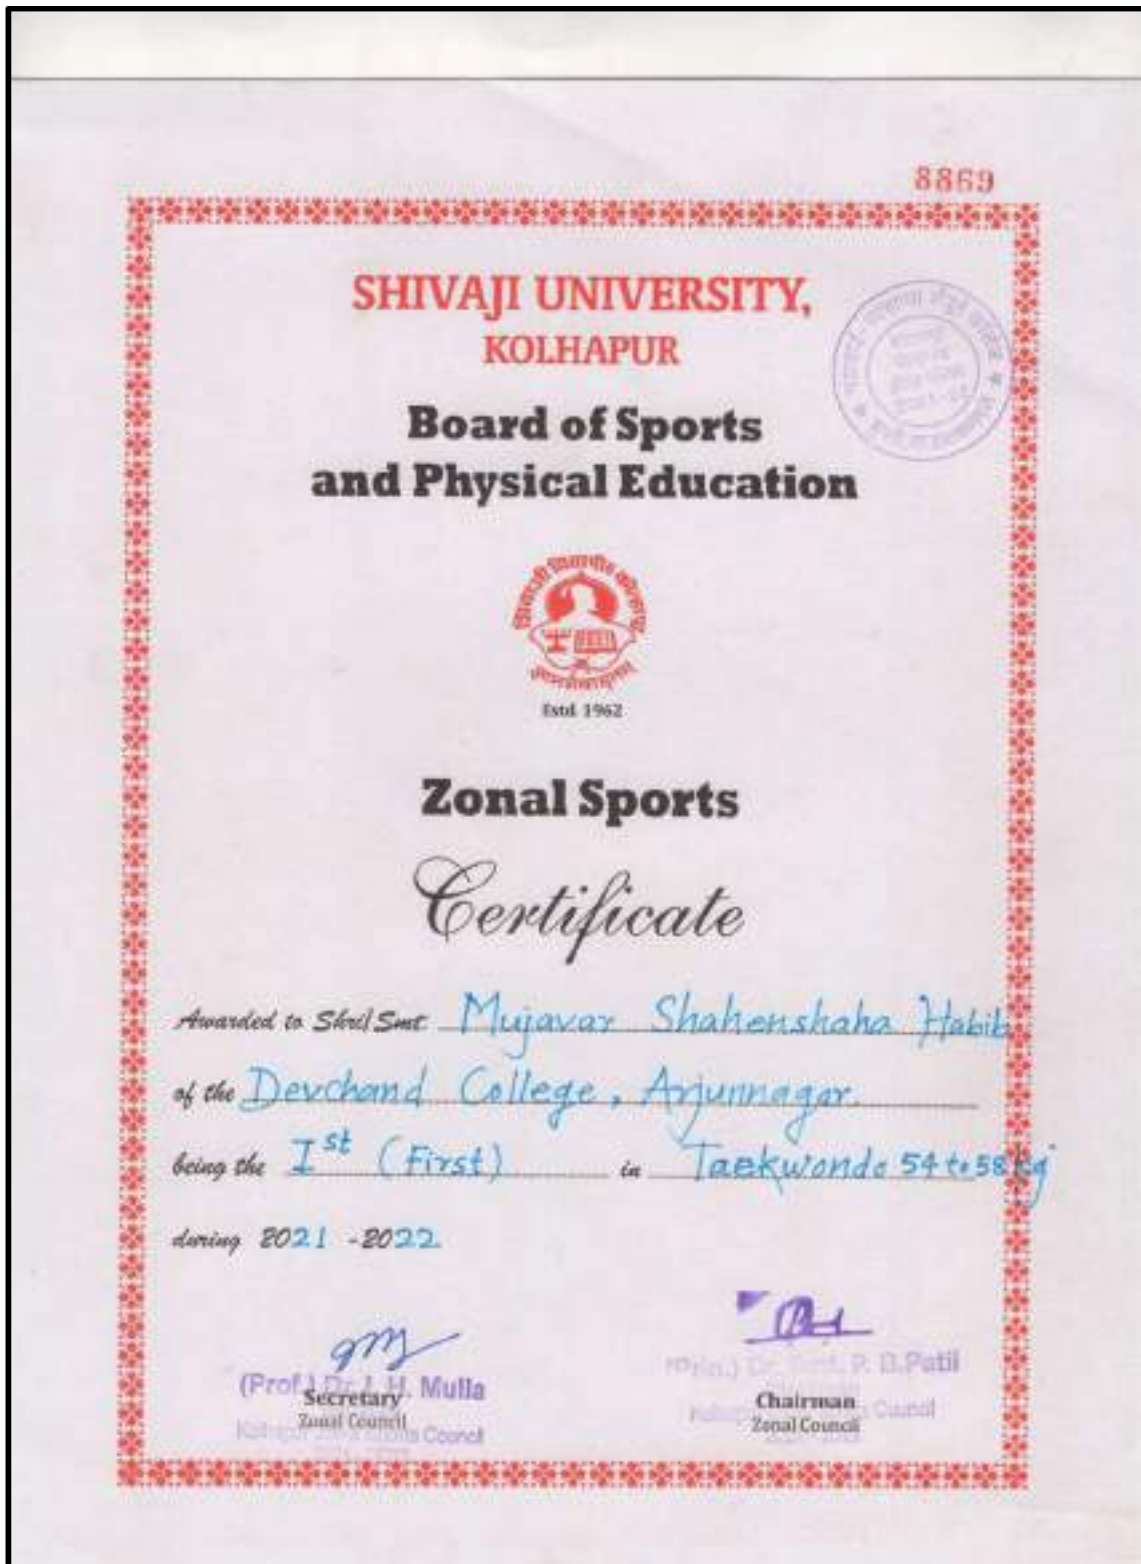 8869
SHIVAJI UNIVERSITY,
KOLHAPUR
Board of Sports
and Physical Education
Estd. 1962
Zonal Sports
Certificate
Awarded to Shri/Smt Mujavar Shahenshaha Habib
of the Devchand College, Arjunnagar.
being the Ist (First) in Taekwondo 54 to 58 kg
during 2021 -2022
(Prof.) Dr. I. H. Mulla P. B. Patil
Secretary Chairman
Zonal Council Zonal Council